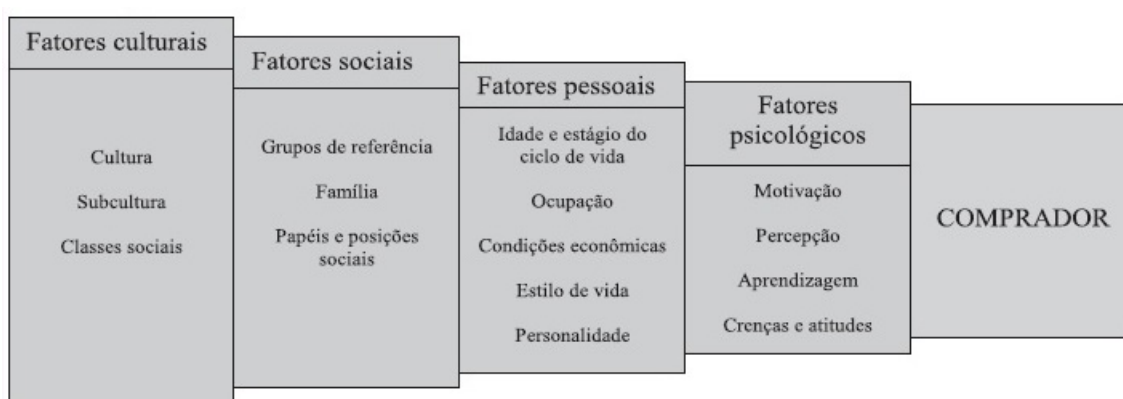 Fatores culturais
Cultura
Subcultura
Classes sociais
Fatores sociais
Grupos de referência
Família
Papéis e posições
sociais
Fatores pessoais
Idade e estágio do
ciclo de vida
Ocupação
Condições econômicas
Estilo de vida
Personalidade
Fatores
psicológicos
Motivação
Percepção
Aprendizagem
Crenças e atitudes
COMPRADOR